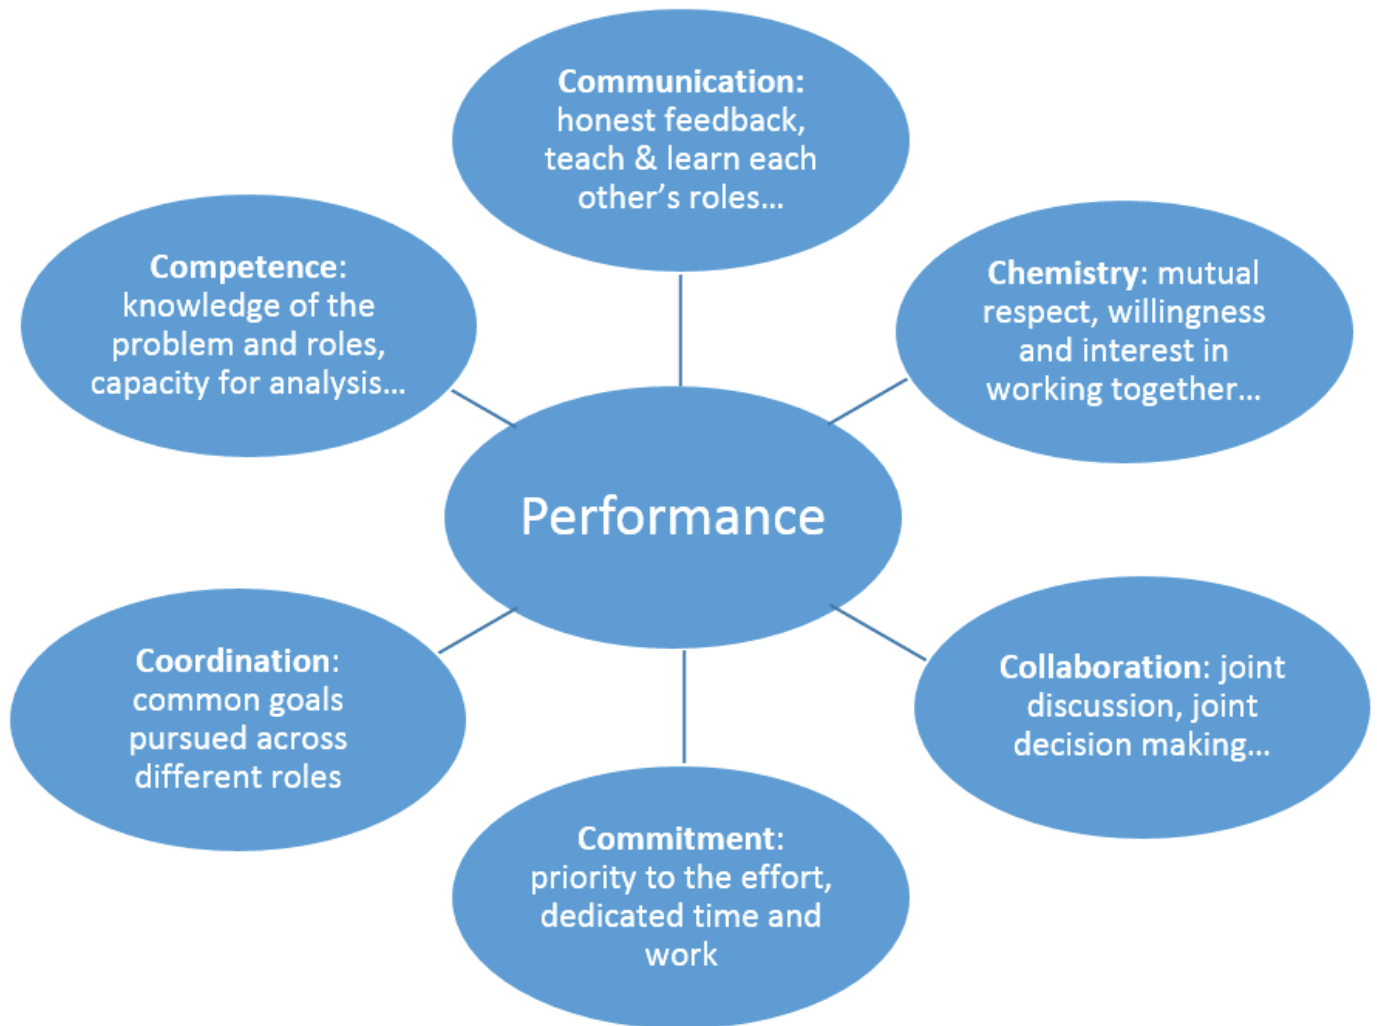 Communication:
honest feedback,
teach & learn each
other’s roles…
Competence:
knowledge of the
problem and roles,
capacity for analysis…
Chemistry: mutual
respect, willingness
and interest in
working together…
Performance
Coordination:
common goals
pursued across
different roles
Collaboration: joint
discussion, joint
decision making…
Commitment:
priority to the effort,
dedicated time and
work